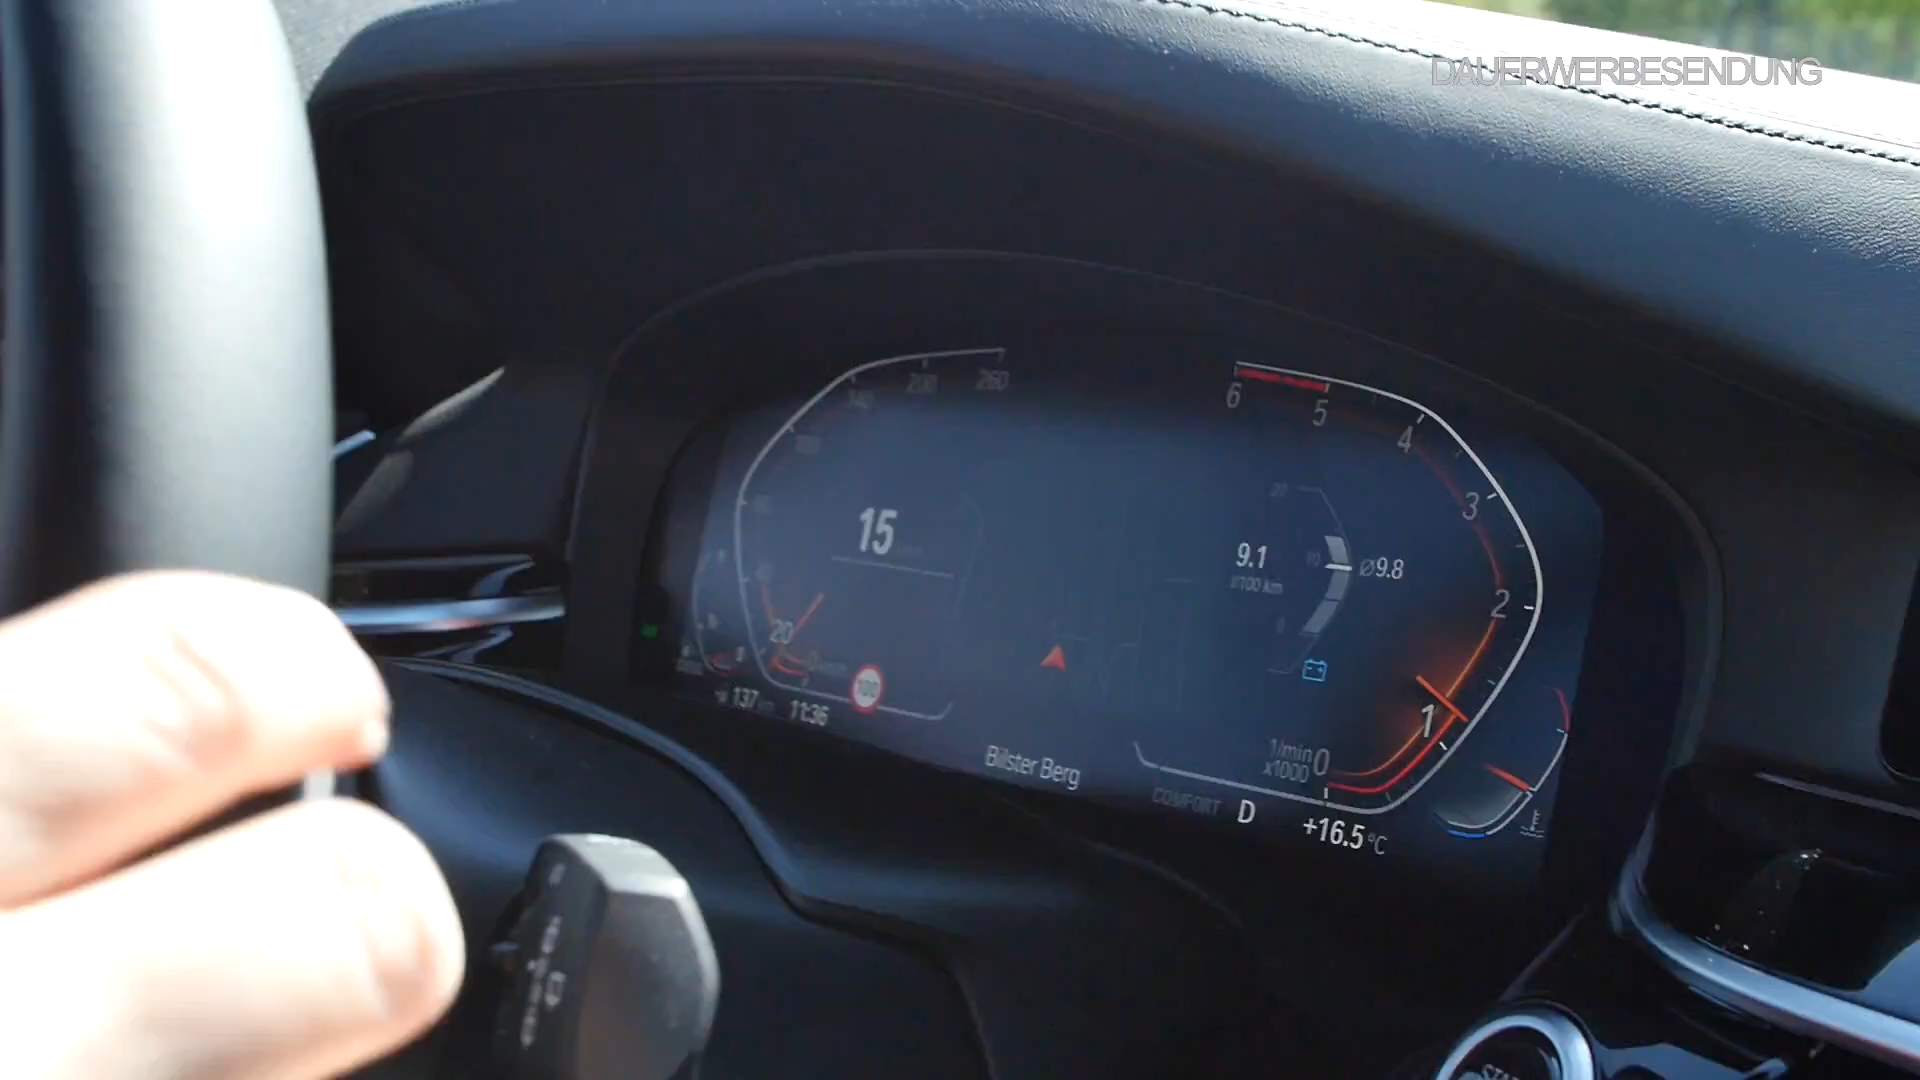 DAUERWERBESENDUNG
200
260
6
5
4
3
2
1
0
1/min
x1000
15
20
9.1
l/100 km
Ø9.8
100
137
11:36
Bilster Berg
COMFORT D
+16.5 °C